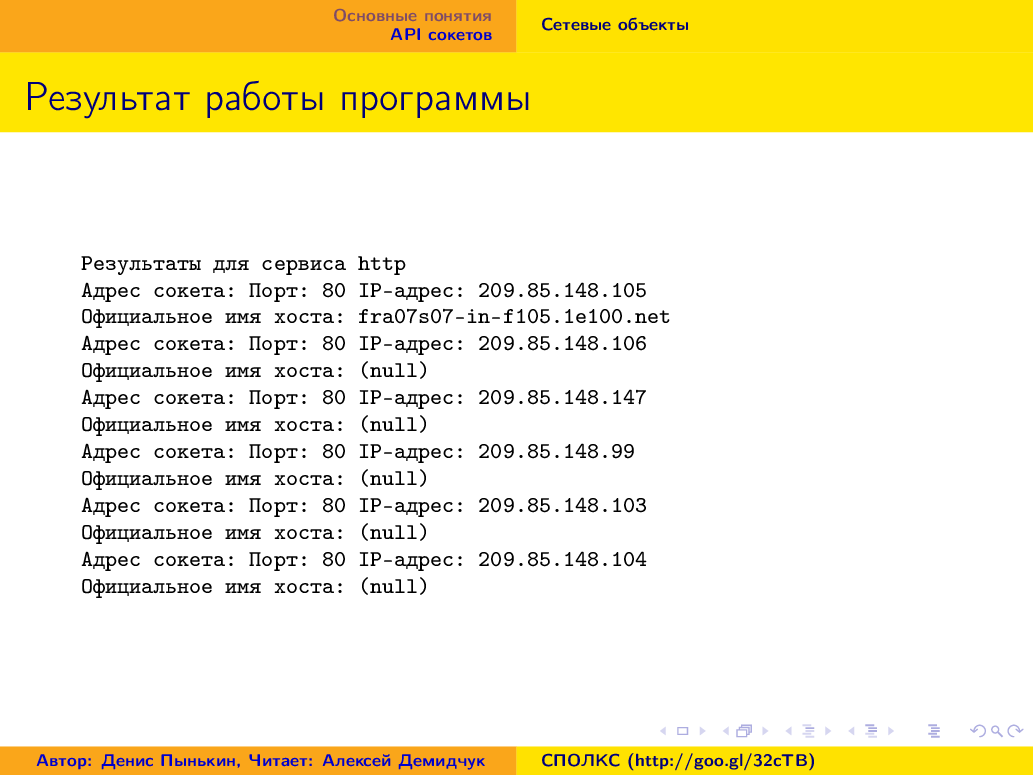 Основные понятия
API сокетов
Сетевые объекты
Результат работы программы
Результаты для сервиса http
Адрес сокета: Порт: 80 IP-адрес: 209.85.148.105
Официальное имя хоста: fra07s07-in-f105.1e100.net
Адрес сокета: Порт: 80 IP-адрес: 209.85.148.106
Официальное имя хоста: (null)
Адрес сокета: Порт: 80 IP-адрес: 209.85.148.147
Официальное имя хоста: (null)
Адрес сокета: Порт: 80 IP-адрес: 209.85.148.99
Официальное имя хоста: (null)
Адрес сокета: Порт: 80 IP-адрес: 209.85.148.103
Официальное имя хоста: (null)
Адрес сокета: Порт: 80 IP-адрес: 209.85.148.104
Официальное имя хоста: (null)
Автор: Денис Пынькин, Читает: Алексей Демидчук
СПОЛКС (http://goo.gl/32cTB)